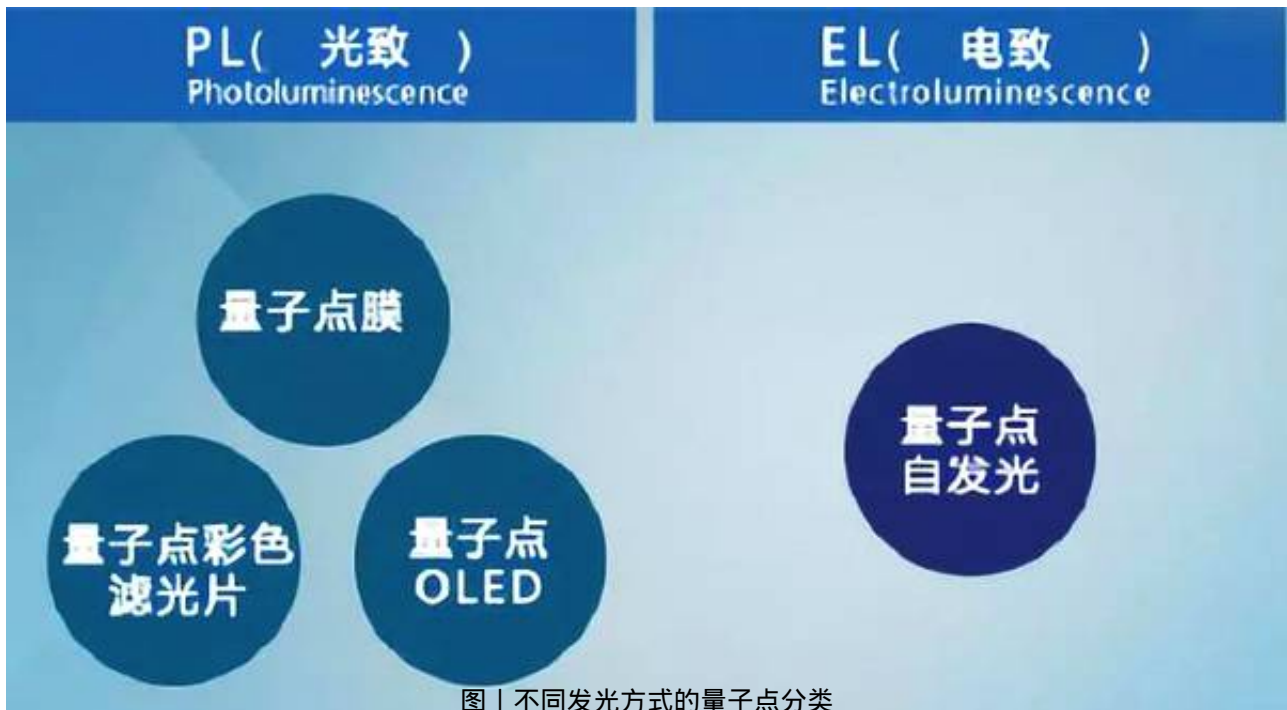 PL( 光致 )
Photoluminescence
EL( 电致 )
Electroluminescence
量子点膜
量子点彩色
滤光片
量子点
OLED
量子点
自发光
图丨不同发光方式的量子点分类